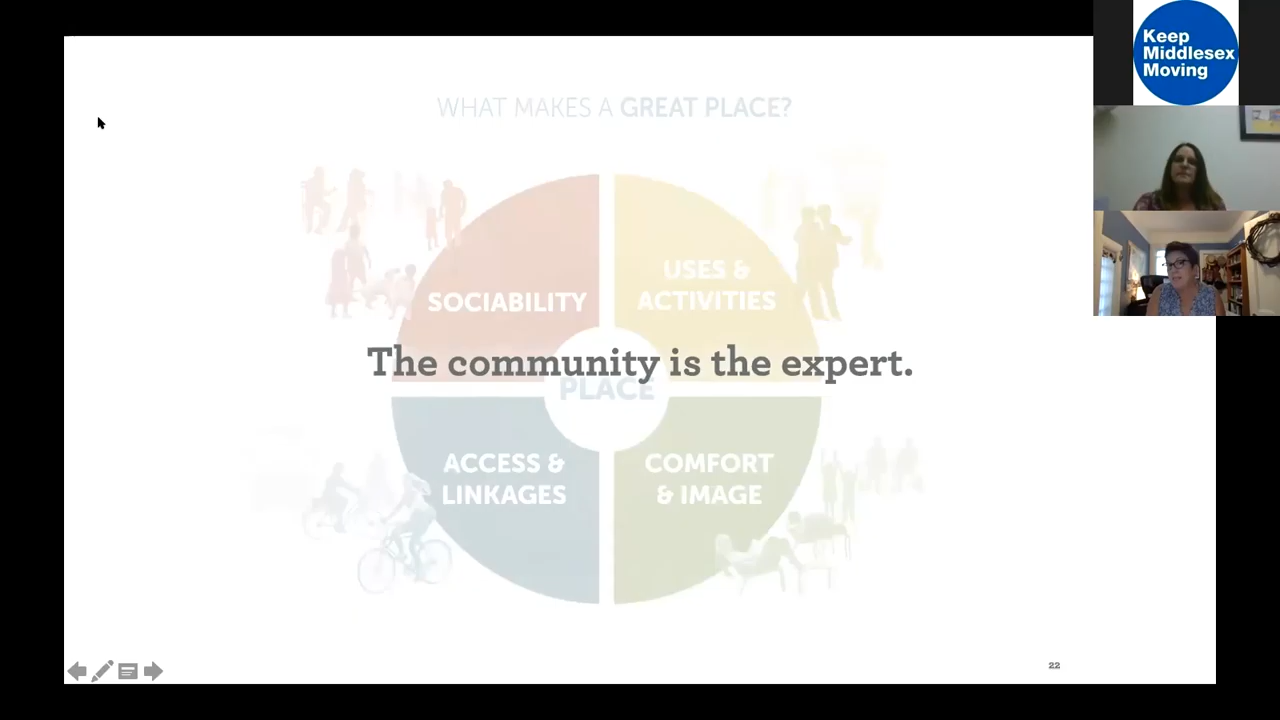 Keep
Middlesex
Moving
WHAT MAKES A GREAT PLACE?
SOCIABILITY
USES &
ACTIVITIES
The community is the expert.
PLACE
ACCESS &
LINKAGES
COMFORT
& IMAGE
22